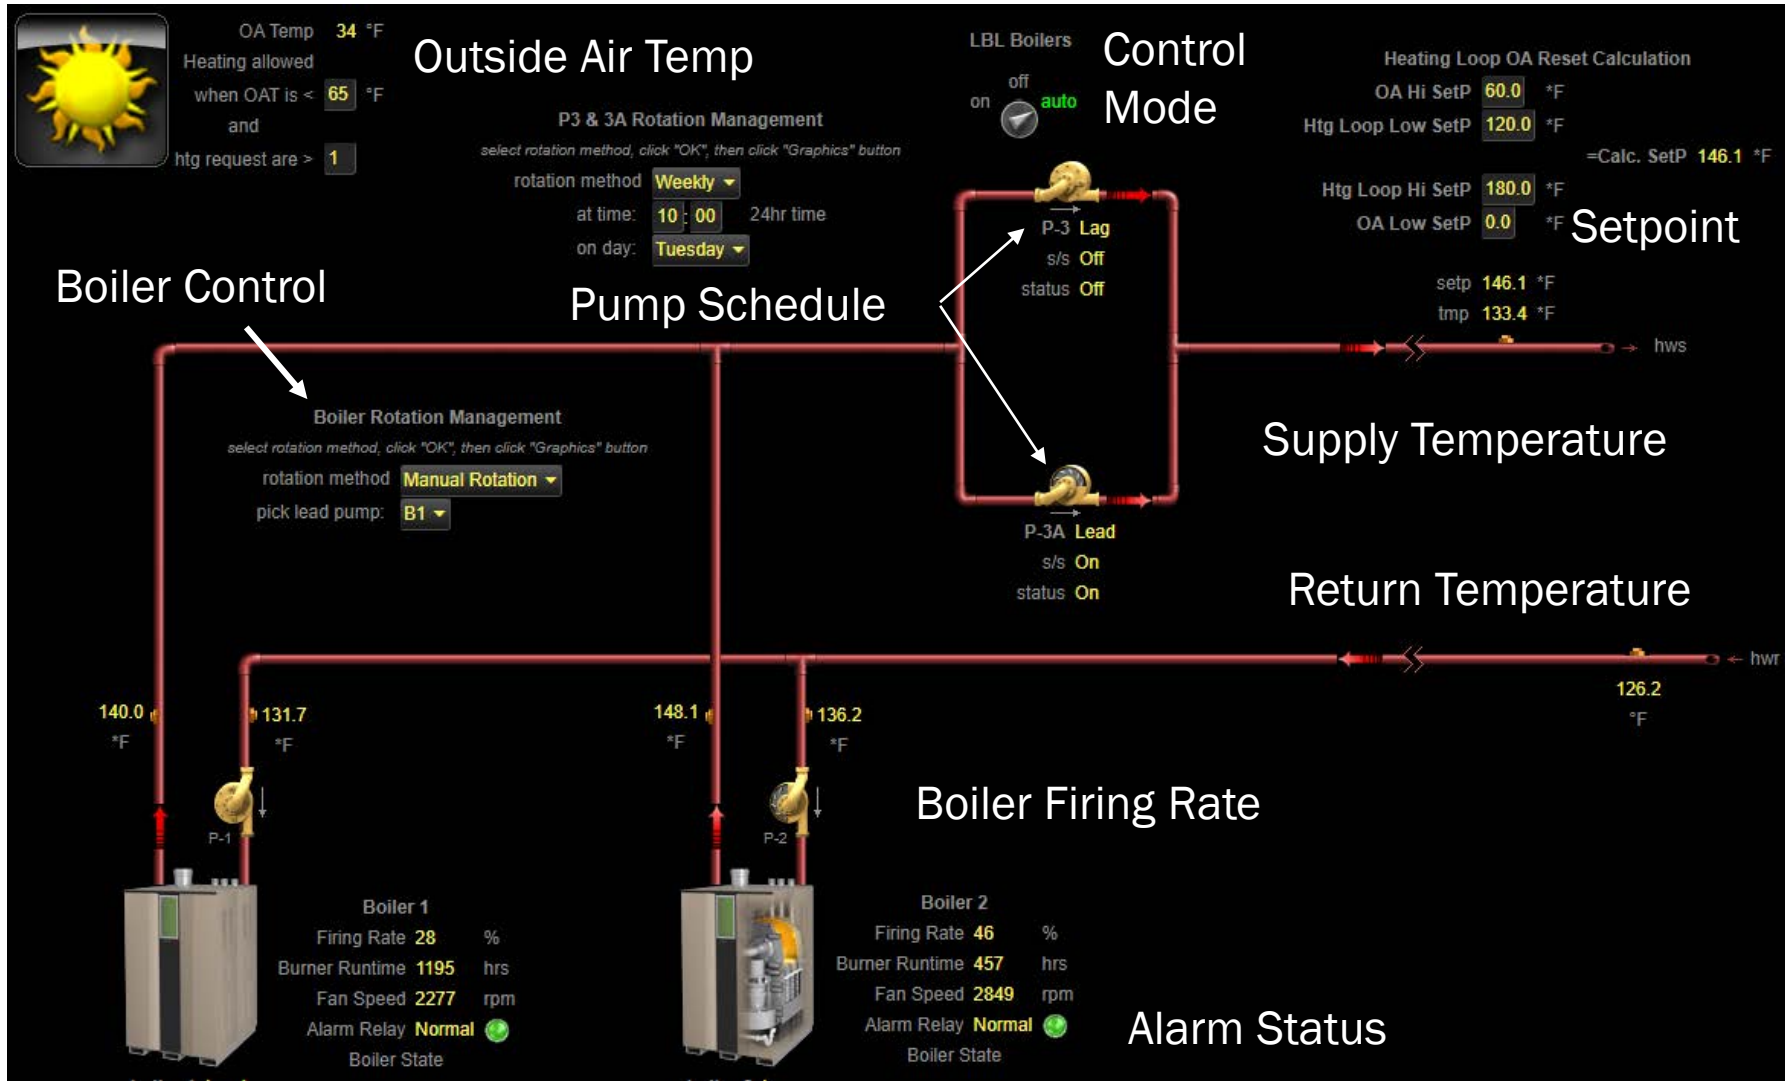 OA Temp 34 °F
Heating allowed
when OAT is < 65 °F
and
htg request are > 1
Outside Air Temp
P3 & 3A Rotation Management
select rotation method, click "OK", then click "Graphics" button
rotation method Weekly
at time: 10 : 00 24hr time
on day: Tuesday
LBL Boilers
off
on auto
Control
Mode
Heating Loop OA Reset Calculation
OA Hi SetP 60.0 °F
Htg Loop Low SetP 120.0 °F
=Calc. SetP 146.1 °F
Htg Loop Hi SetP 180.0 °F
OA Low SetP 0.0 °F
Setpoint
P-3 Lag
s/s Off
status Off
setp 146.1 °F
tmp 133.4 °F
hws
Boiler Control
Pump Schedule
Boiler Rotation Management
select rotation method, click "OK", then click "Graphics" button
rotation method Manual Rotation
pick lead pump: B1
Supply Temperature
P-3A Lead
s/s On
status On
Return Temperature
hwr
126.2
°F
140.0
°F
131.7
°F
148.1
°F
136.2
°F
P-1
P-2
Boiler Firing Rate
Boiler 1
Firing Rate 28 %
Burner Runtime 1195 hrs
Fan Speed 2277 rpm
Alarm Relay Normal
Boiler State
Boiler 2
Firing Rate 46 %
Burner Runtime 457 hrs
Fan Speed 2849 rpm
Alarm Relay Normal
Boiler State
Alarm Status